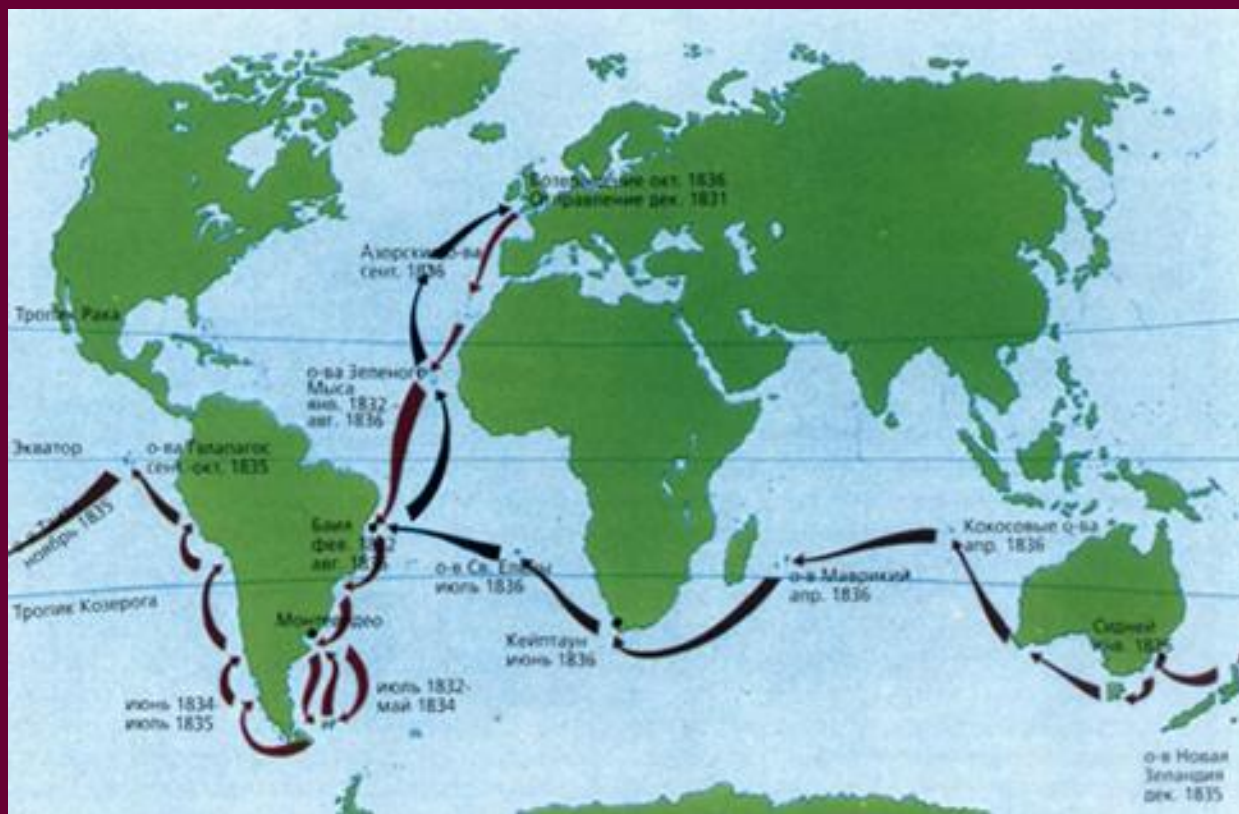 Возвращение окт. 1836
Отправление дек. 1831
Азорские о-ва
сент. 1836
Тропик Рака
о-ва Зеленого
Мыса
янв. 1832 -
авг. 1836
Экватор
о-ва Галапагос
сент.-окт. 1835
ноябрь 1835
Баия
фев. 1832
авг. 1836
о-в Св. Елены
июль 1836
Кокосовые о-ва
апр. 1836
о-в Маврикий
апр. 1836
Тропик Козерога
Монтевидео
Кейптаун
июнь 1836
Сидней
янв. 1836
июнь 1834-
июль 1835
июль 1832-
май 1834
о-в Новая
Зеландия
дек. 1835